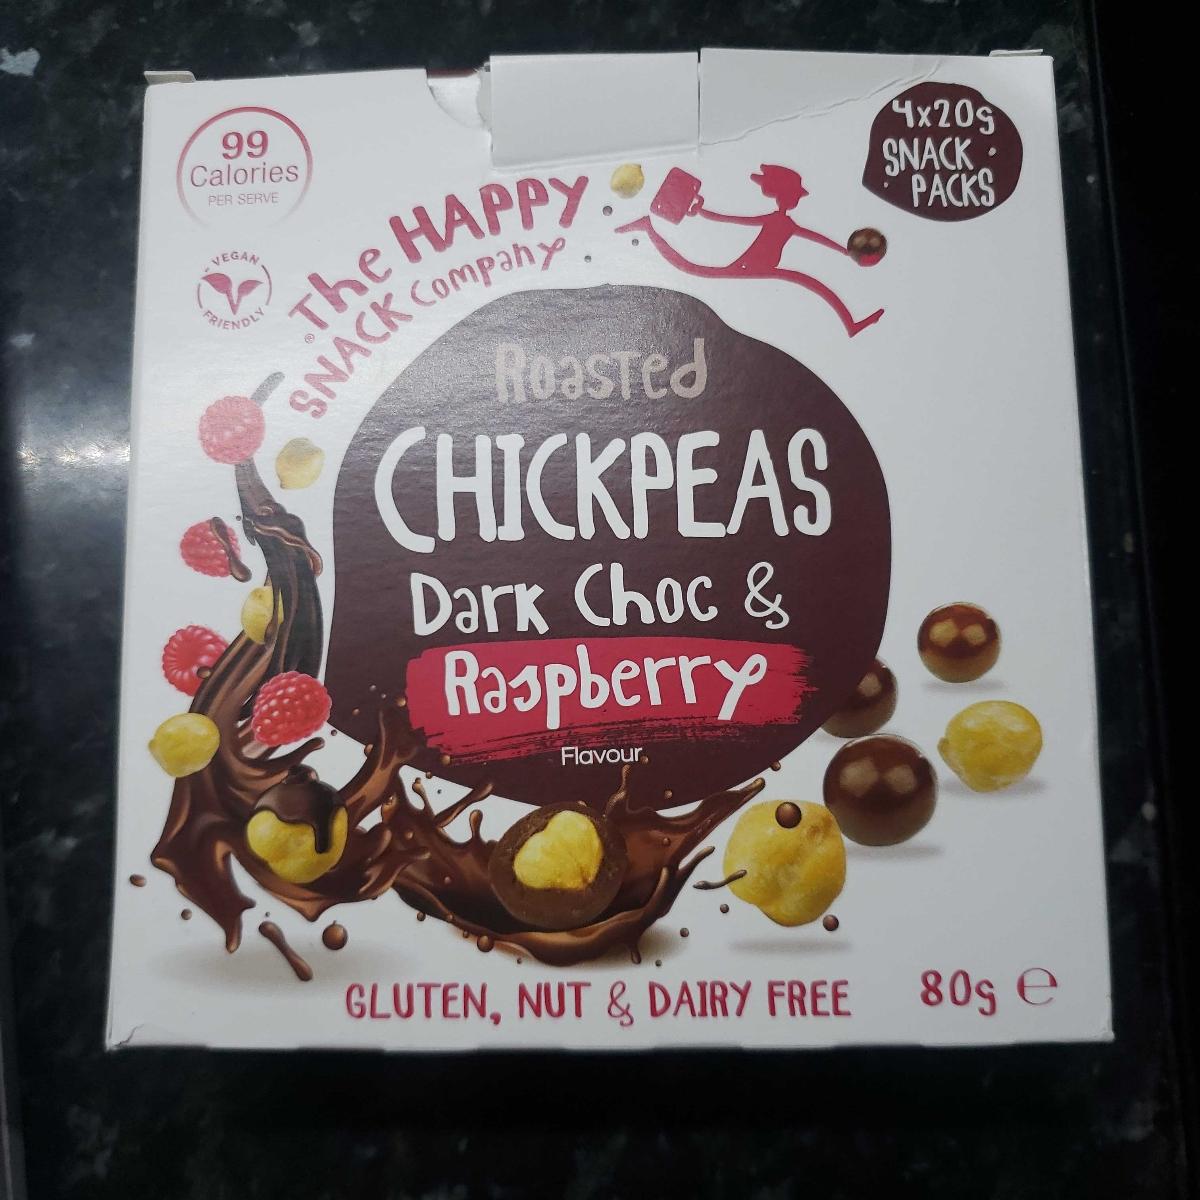 99
Calories
PER SERVE
4x20g
SNACK
PACKS
VEGAN
FRIENDLY
The HAPPY
SNACK Company
®
Roasted
CHICKPEAS
Dark Choc &
Raspberry
Flavour
GLUTEN, NUT & DAIRY FREE
80g ℮